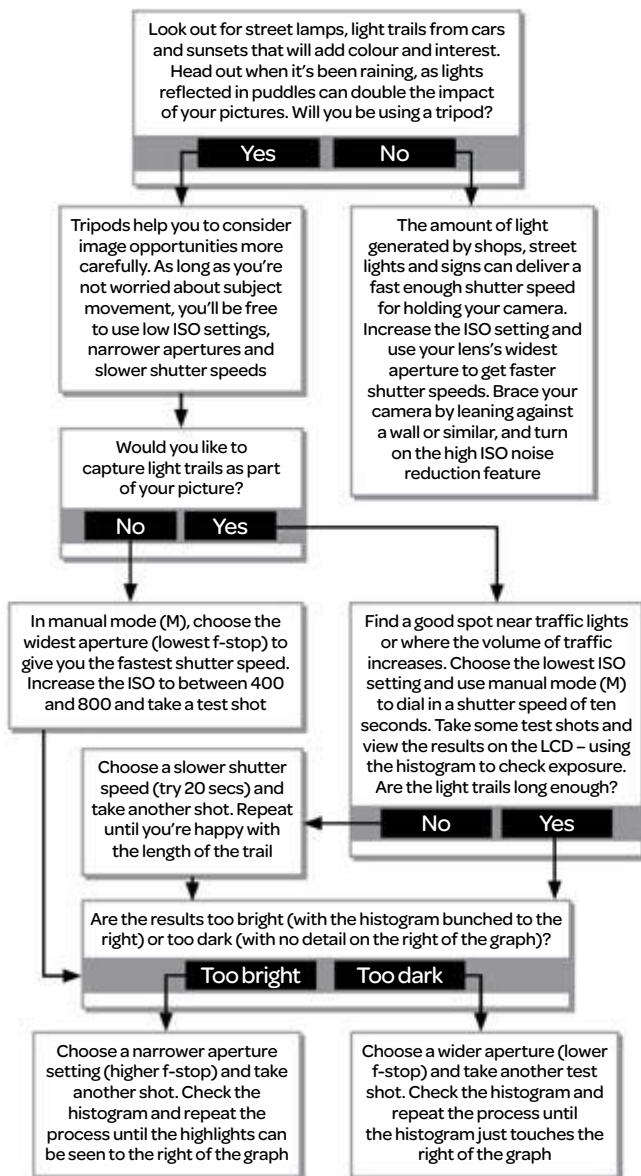 Look out for street lamps, light trails from cars
and sunsets that will add colour and interest.
Head out when it's been raining, as lights
reflected in puddles can double the impact
of your pictures. Will you be using a tripod?
Yes
No
Tripods help you to consider
image opportunities more
carefully. As long as you're
not worried about subject
movement, you'll be free
to use low ISO settings,
narrower apertures and
slower shutter speeds
The amount of light
generated by shops, street
lights and signs can deliver a
fast enough shutter speed
for holding your camera.
Increase the ISO setting and
use your lens's widest
aperture to get faster
shutter speeds. Brace your
camera by leaning against
a wall or similar, and turn
on the high ISO noise
reduction feature
Would you like to
capture light trails as part
of your picture?
No
Yes
In manual mode (M), choose the
widest aperture (lowest f-stop) to
give you the fastest shutter speed.
Increase the ISO to between 400
and 800 and take a test shot
Find a good spot near traffic lights
or where the volume of traffic
increases. Choose the lowest ISO
setting and use manual mode (M)
to dial in a shutter speed of ten
seconds. Take some test shots and
view the results on the LCD – using
the histogram to check exposure.
Are the light trails long enough?
No
Yes
Choose a slower shutter
speed (try 20 secs) and
take another shot. Repeat
until you're happy with
the length of the trail
Are the results too bright (with the histogram bunched to the
right) or too dark (with no detail on the right of the graph)?
Too bright
Too dark
Choose a narrower aperture
setting (higher f-stop) and take
another shot. Check the
histogram and repeat the
process until the highlights can
be seen to the right of the graph
Choose a wider aperture (lower
f-stop) and take another test
shot. Check the histogram and
repeat the process until
the histogram just touches the
right of the graph